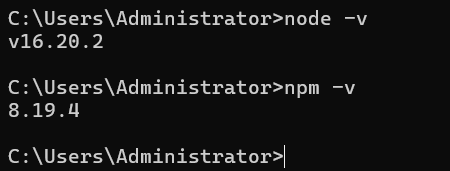 C:\Users\Administrator>node -v
v16.20.2
C:\Users\Administrator>npm -v
8.19.4
C:\Users\Administrator>